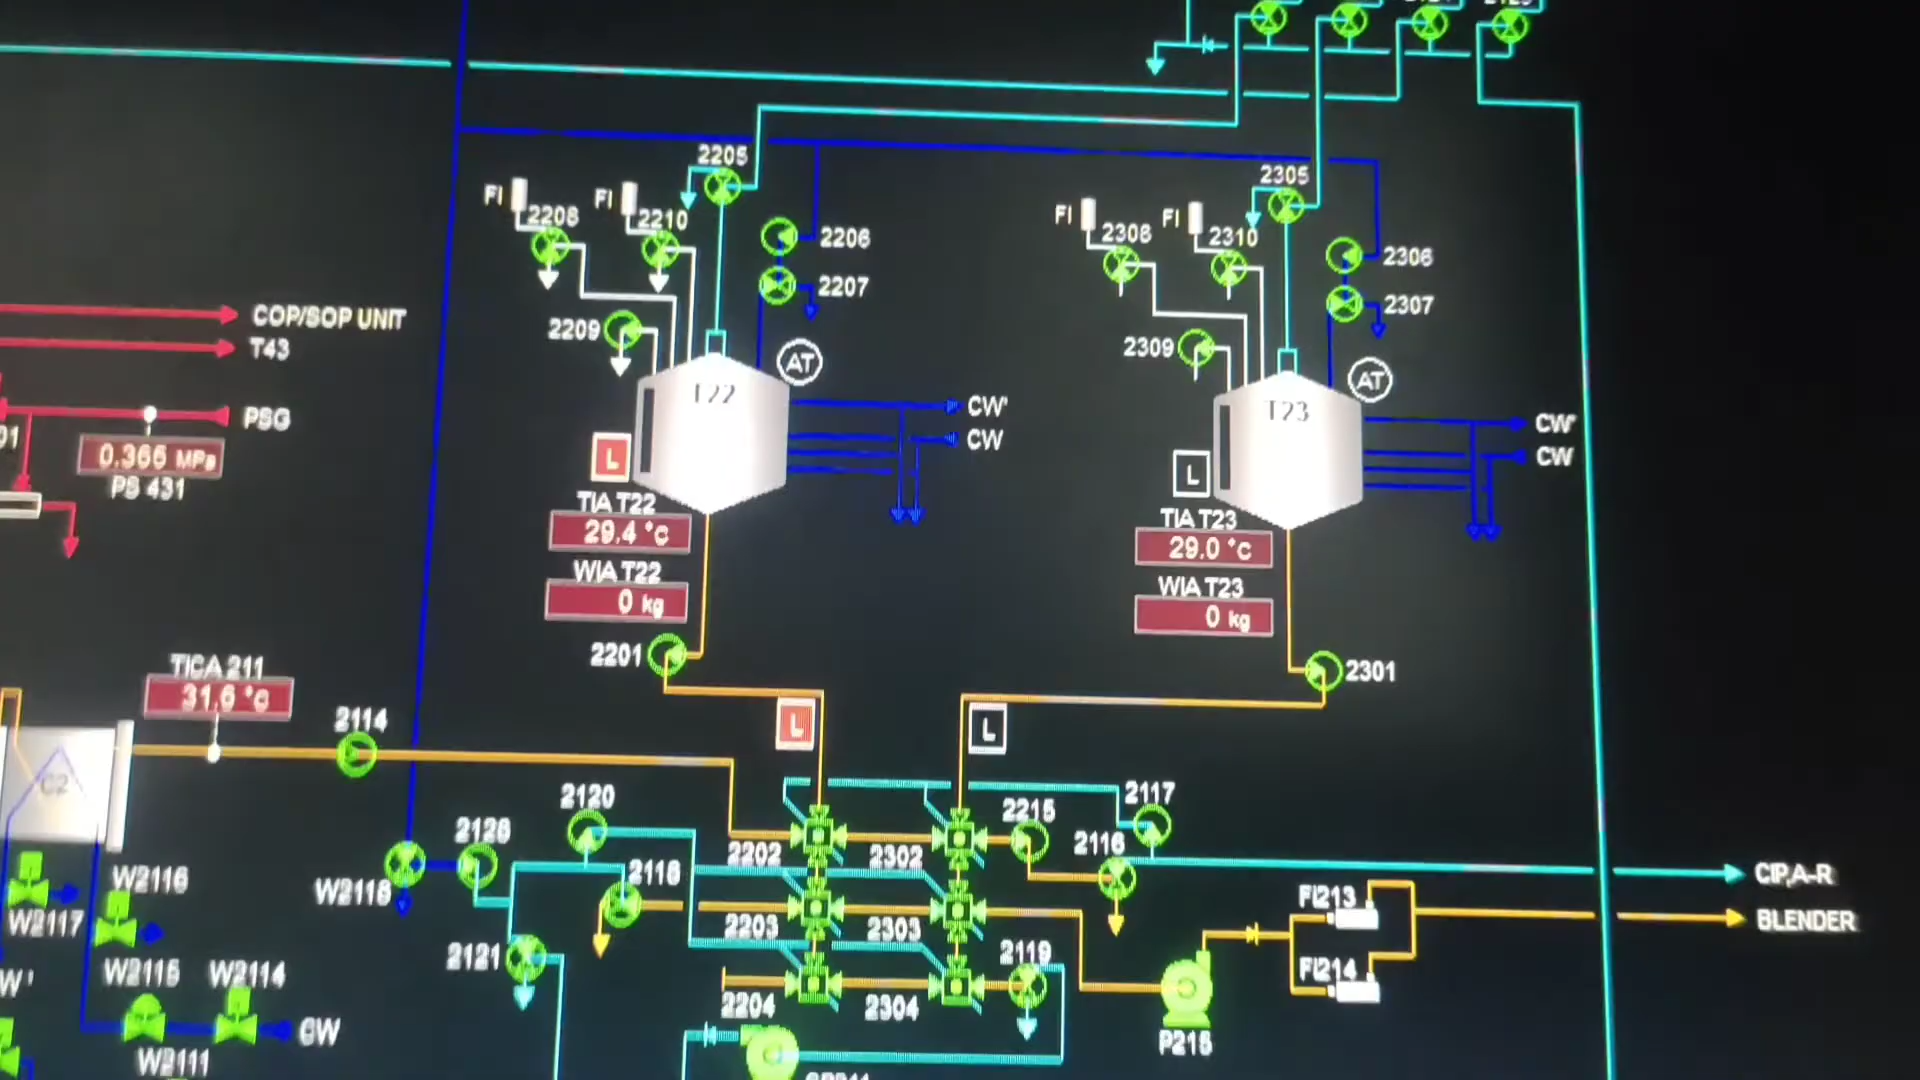 2205
2305
FI
2208
FI
2210
FI
2308
FI
2310
2206
2306
2207
2307
COP/SOP UNIT
2209
2309
T43
AT
AT
T22
T23
CW'
CW'
PSG
CW
CW
0.366 MPa
L
L
PS 431
TIA T22
TIA T23
29.4 °C
29.0 °C
WIA T22
WIA T23
0 kg
0 kg
2201
2301
TICA 211
31.6 °C
2114
L
L
C2
2120
2117
2128
2215
2116
2202
2302
W2118
2118
CIP,A-R
W2116
FI213
W2117
BLENDER
2203
2303
2121
2119
FI214
W2115
W2114
W'
2204
2304
CW
P215
W2111